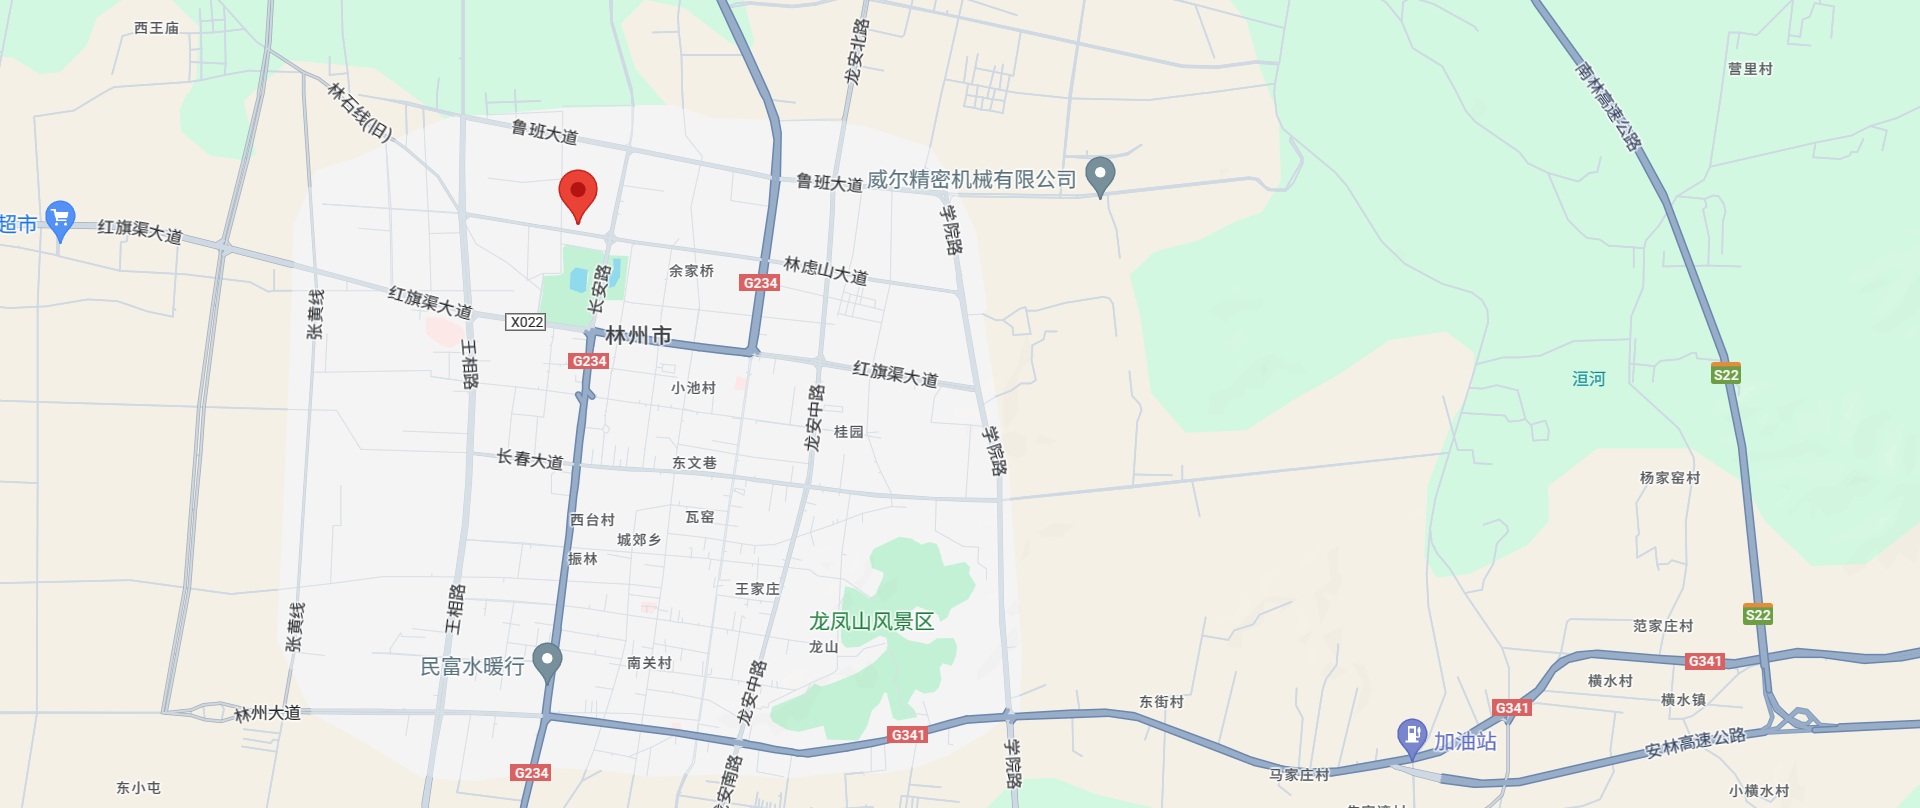 西王庙
龙安北路
营里村
南林高速公路
林石线(旧)
鲁班大道
鲁班大道
威尔精密机械有限公司
超市
红旗渠大道
学院路
余家桥
林虑山大道
G234
长安路
红旗渠大道
张黄线
X022
林州市
G234
王相路
红旗渠大道
洹河
S22
小池村
龙安中路
桂园
学院路
长春大道
东文巷
杨家窑村
西台村
瓦窑
城郊乡
振林
王家庄
王相路
张黄线
龙凤山风景区
龙山
S22
范家庄村
民富水暖行
南关村
G341
横水村
横水镇
龙安中路
东街村
G341
林州大道
G341
加油站
安林高速公路
学院路
G234
马家庄村
龙安南路
东小屯
小横水村